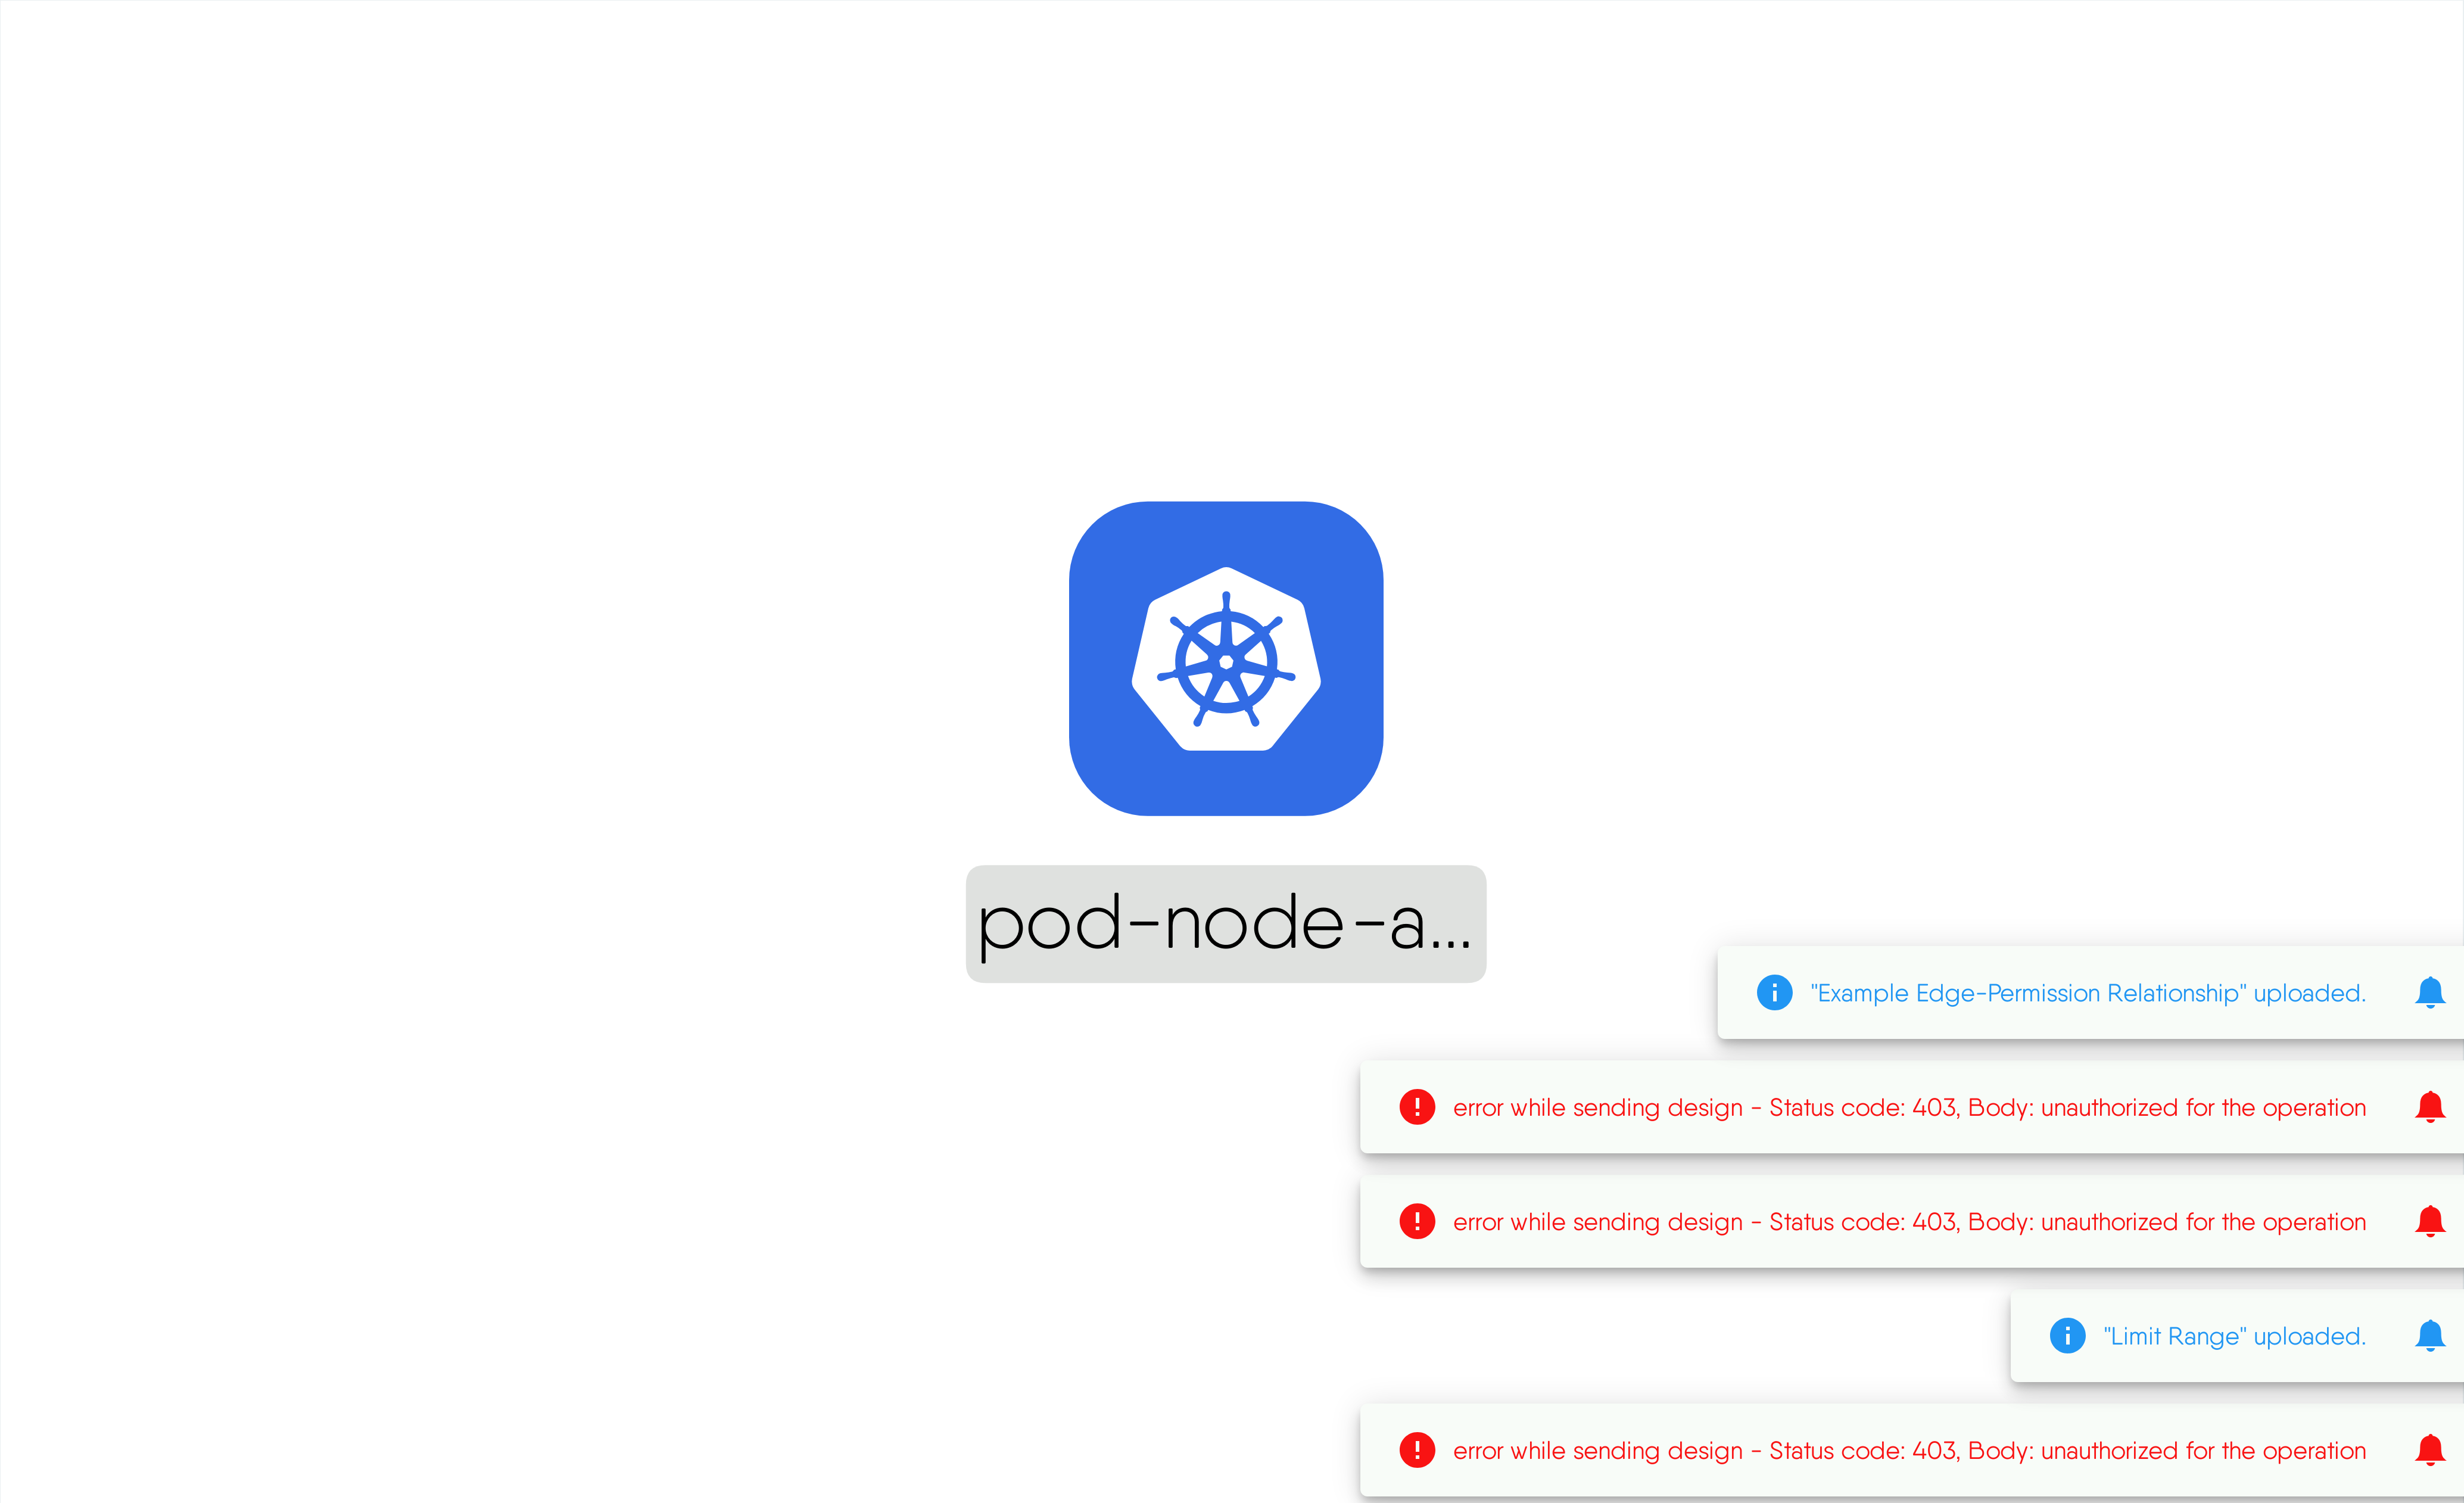 pod-node-a...
"Example Edge-Permission Relationship" uploaded.
error while sending design - Status code: 403, Body: unauthorized for the operation
error while sending design - Status code: 403, Body: unauthorized for the operation
"Limit Range" uploaded.
error while sending design - Status code: 403, Body: unauthorized for the operation